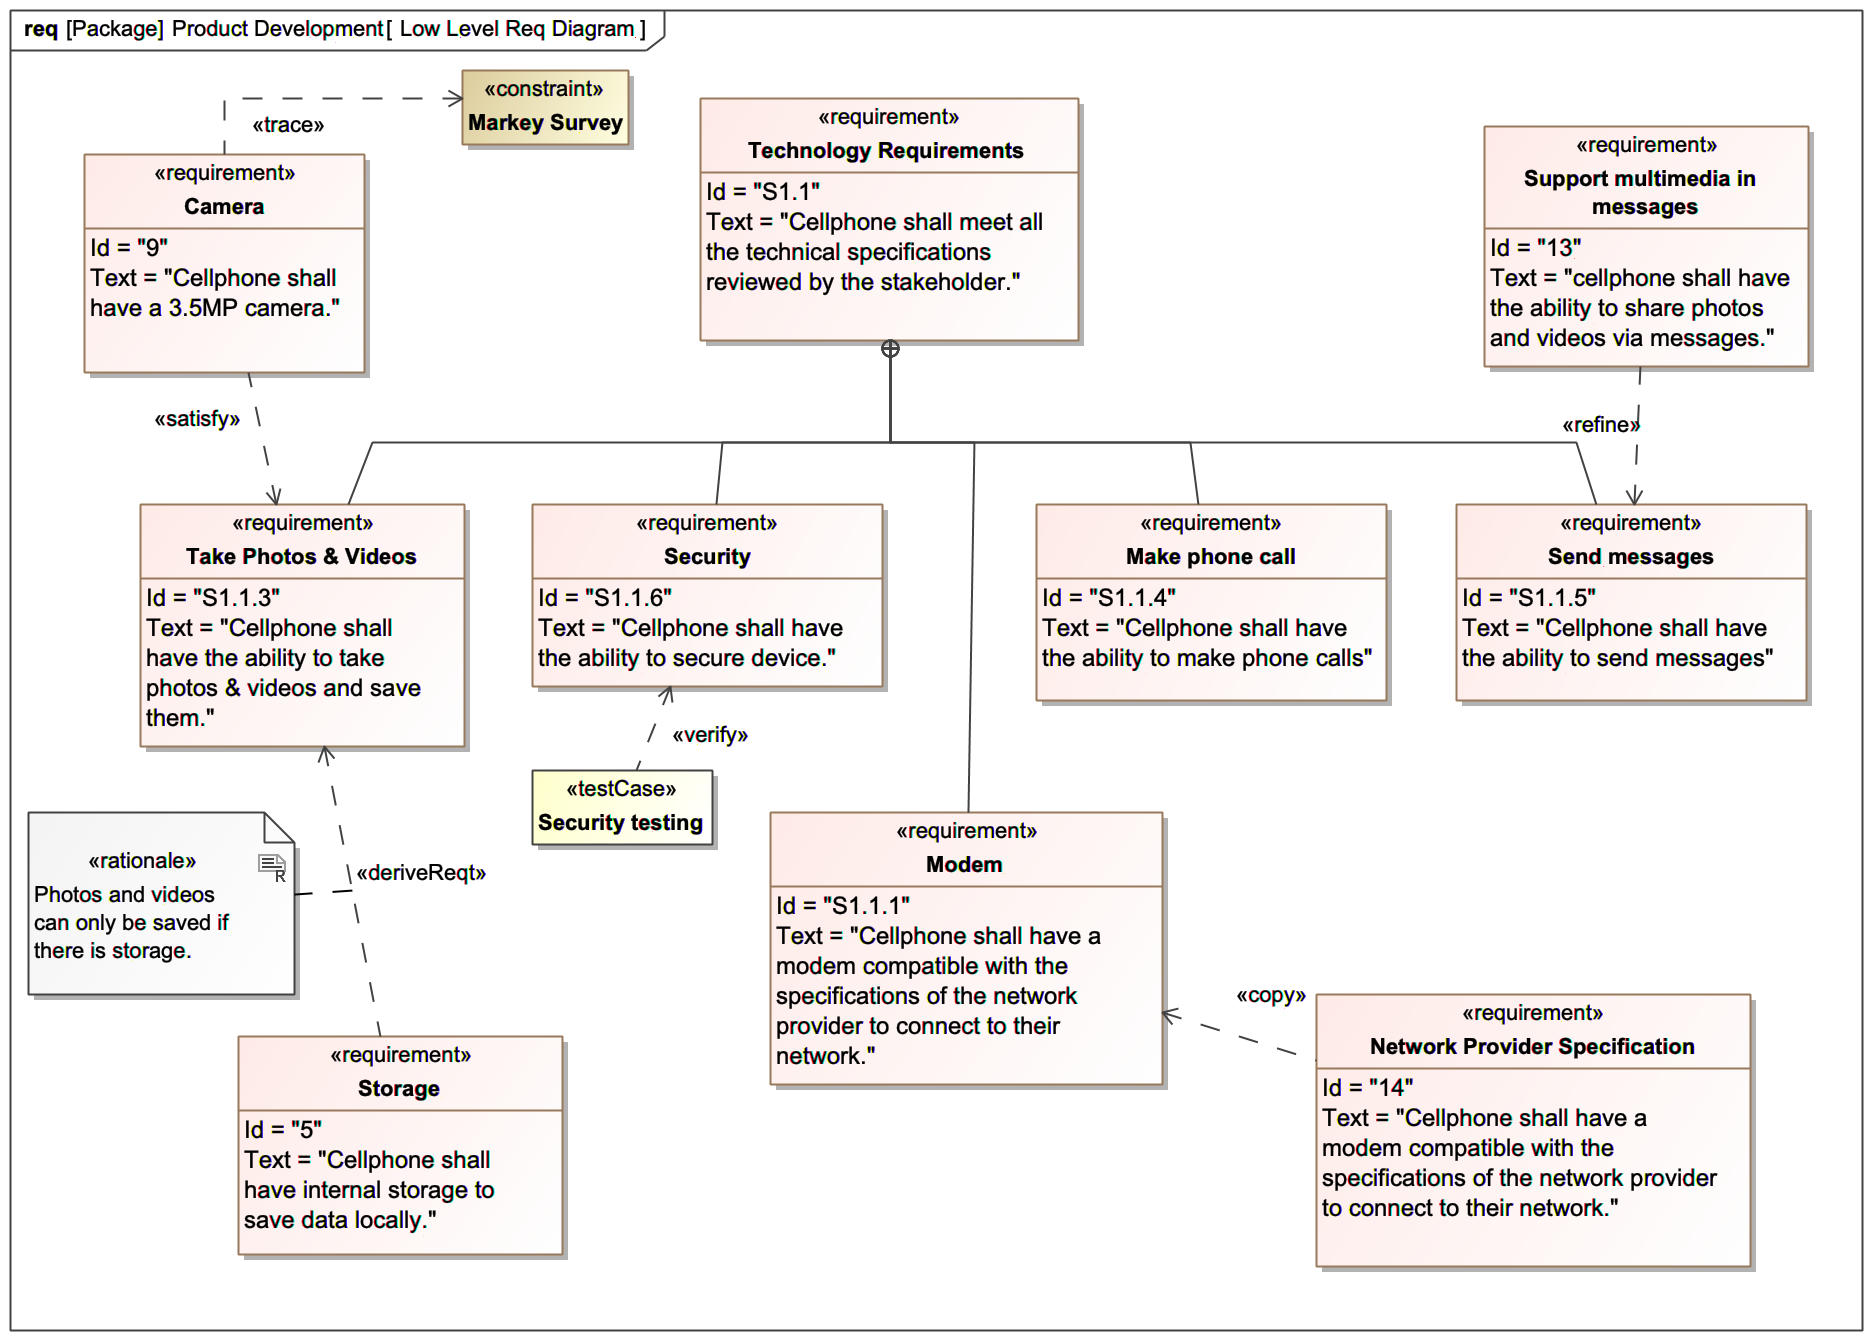 req [Package] Product Development[ Low Level Req Diagram ]
«constraint»
Markey Survey
«trace»
«requirement»
Camera
Id = "9"
Text = "Cellphone shall
have a 3.5MP camera."
«requirement»
Technology Requirements
Id = "S1.1"
Text = "Cellphone shall meet all
the technical specifications
reviewed by the stakeholder."
«requirement»
Support multimedia in
messages
Id = "13"
Text = "cellphone shall have
the ability to share photos
and videos via messages."
«satisfy»
«refine»
«requirement»
Take Photos & Videos
Id = "S1.1.3"
Text = "Cellphone shall
have the ability to take
photos & videos and save
them."
«requirement»
Security
Id = "S1.1.6"
Text = "Cellphone shall have
the ability to secure device."
«requirement»
Make phone call
Id = "S1.1.4"
Text = "Cellphone shall have
the ability to make phone calls"
«requirement»
Send messages
Id = "S1.1.5"
Text = "Cellphone shall have
the ability to send messages"
«verify»
«testCase»
Security testing
«rationale»
R
Photos and videos
can only be saved if
there is storage.
«deriveReqt»
«requirement»
Modem
Id = "S1.1.1"
Text = "Cellphone shall have a
modem compatible with the
specifications of the network
provider to connect to their
network."
«copy»
«requirement»
Network Provider Specification
Id = "14"
Text = "Cellphone shall have a
modem compatible with the
specifications of the network provider
to connect to their network."
«requirement»
Storage
Id = "5"
Text = "Cellphone shall
have internal storage to
save data locally."